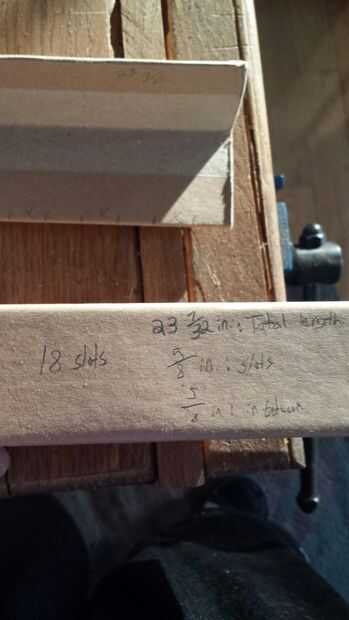 23 7/32 in: Total length
18 slots
5/8 in: slots
5/8 in: in between